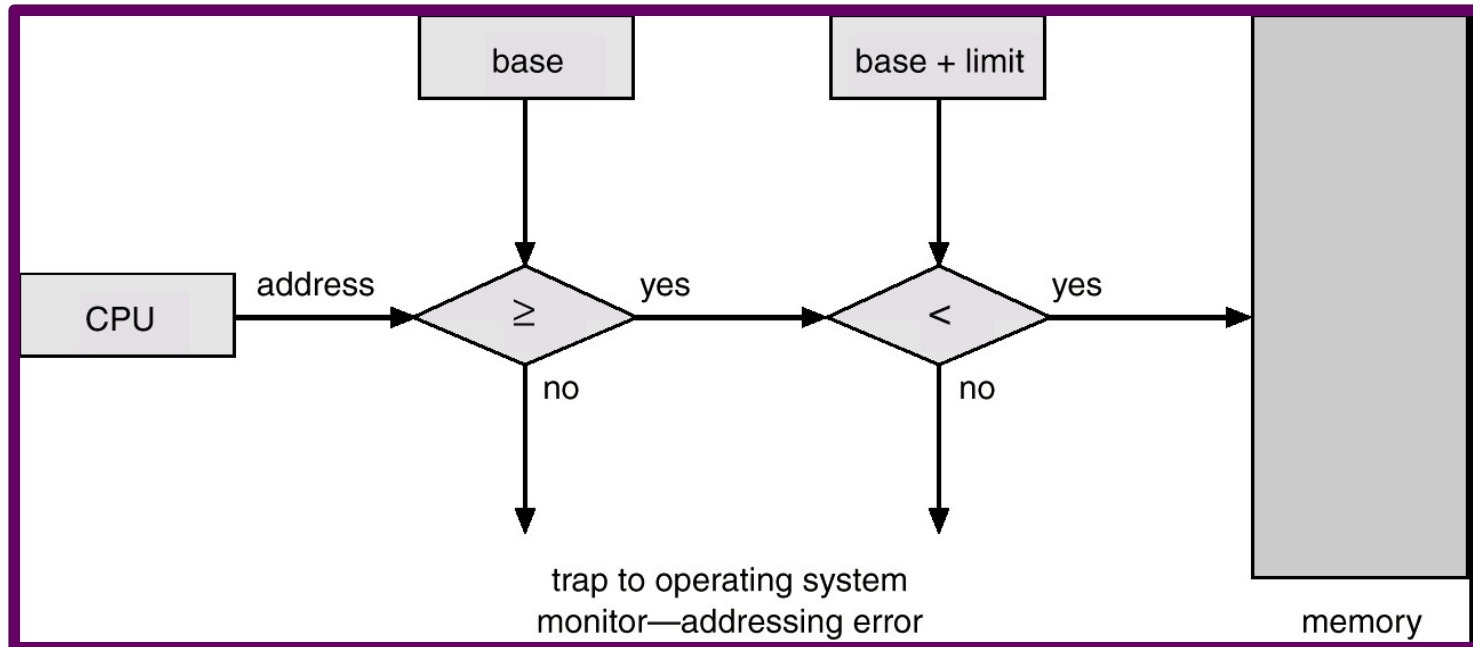 base
base + limit
address
yes
yes
CPU
≥
<
no
no
trap to operating system
monitor—addressing error
memory